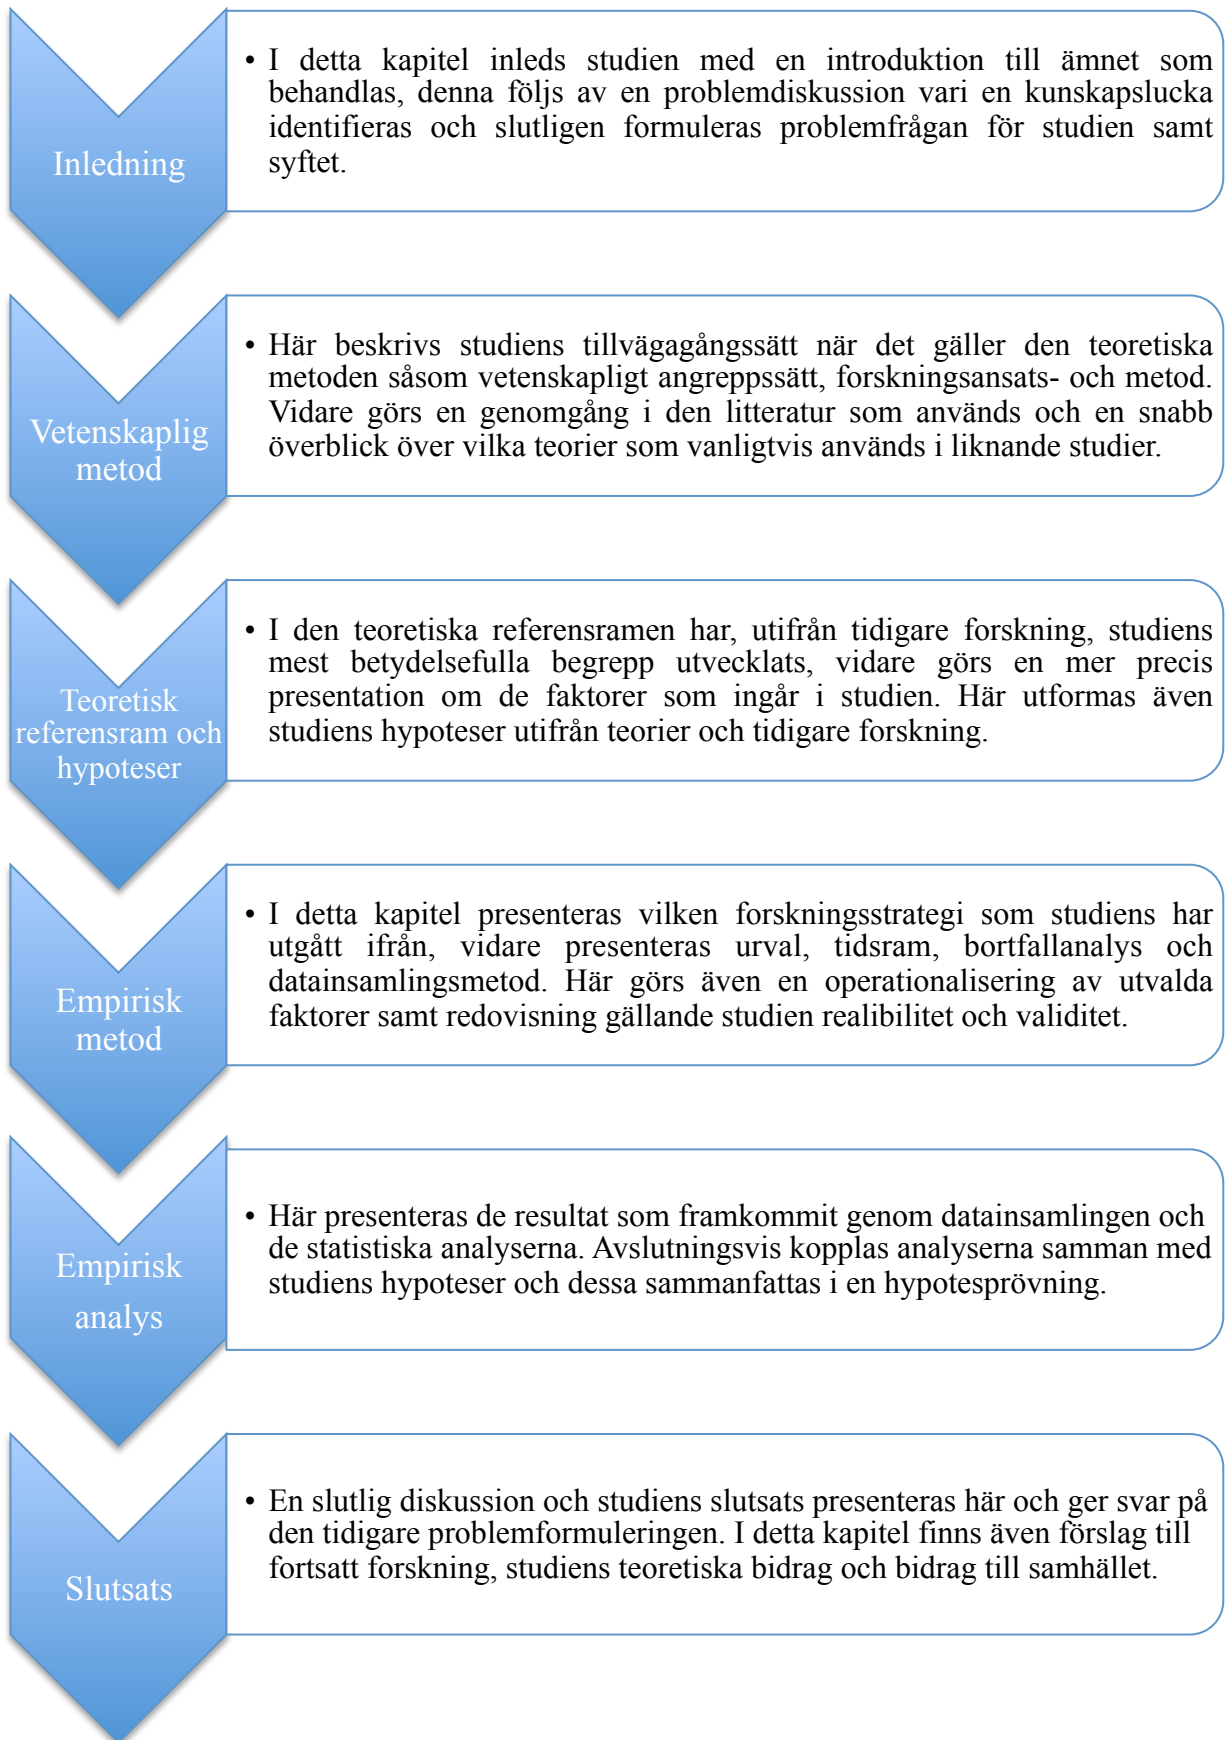 Inledning
• I detta kapitel inleds studien med en introduktion till ämnet som
behandlas, denna följs av en problemdiskussion vari en kunskapslucka
identifieras och slutligen formuleras problemfrågan för studien samt
syftet.
Vetenskaplig
metod
• Här beskrivs studiens tillvägagångssätt när det gäller den teoretiska
metoden såsom vetenskapligt angreppssätt, forskningsansats- och metod.
Vidare görs en genomgång i den litteratur som används och en snabb
överblick över vilka teorier som vanligtvis används i liknande studier.
Teoretisk
referensram och
hypoteser
• I den teoretiska referensramen har, utifrån tidigare forskning, studiens
mest betydelsefulla begrepp utvecklats, vidare görs en mer precis
presentation om de faktorer som ingår i studien. Här utformas även
studiens hypoteser utifrån teorier och tidigare forskning.
Empirisk
metod
• I detta kapitel presenteras vilken forskningsstrategi som studiens har
utgått ifrån, vidare presenteras urval, tidsram, bortfallanalys och
datainsamlingsmetod. Här görs även en operationalisering av utvalda
faktorer samt redovisning gällande studien realibilitet och validitet.
Empirisk
analys
• Här presenteras de resultat som framkommit genom datainsamlingen och
de statistiska analyserna. Avslutningsvis kopplas analyserna samman med
studiens hypoteser och dessa sammanfattas i en hypotesprövning.
Slutsats
• En slutlig diskussion och studiens slutsats presenteras här och ger svar på
den tidigare problemformuleringen. I detta kapitel finns även förslag till
fortsatt forskning, studiens teoretiska bidrag och bidrag till samhället.